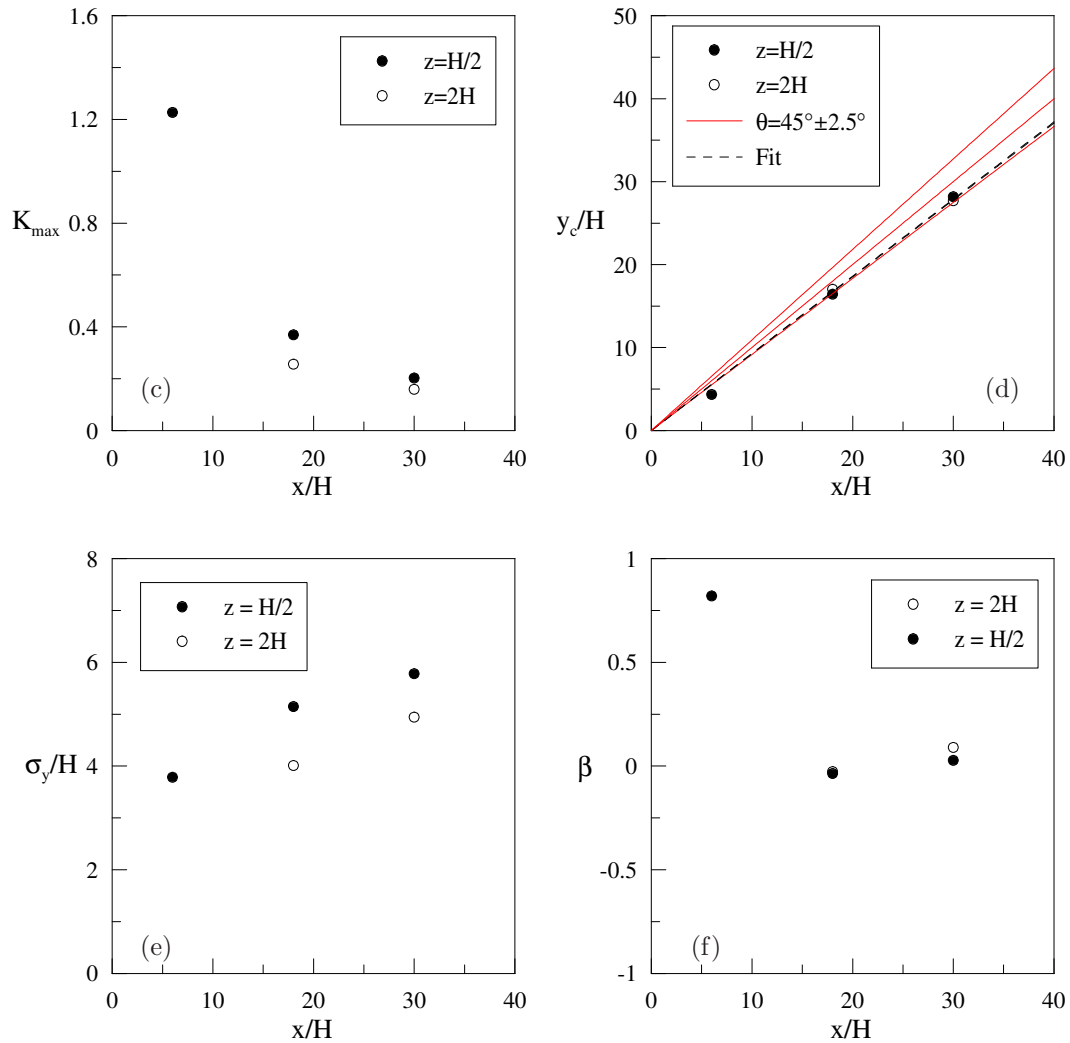 1.6
1.2
0.8
0.4
0
K_max
z=H/2
z=2H
(c)
0 10 20 30 40
x/H
50
40
30
20
10
0
y_c/H
z=H/2
z=2H
θ=45°±2.5°
Fit
(d)
0 10 20 30 40
x/H
8
6
4
2
0
σ_y/H
z = H/2
z = 2H
(e)
0 10 20 30 40
x/H
1
0.5
0
-0.5
-1
β
z = 2H
z = H/2
(f)
0 10 20 30 40
x/H